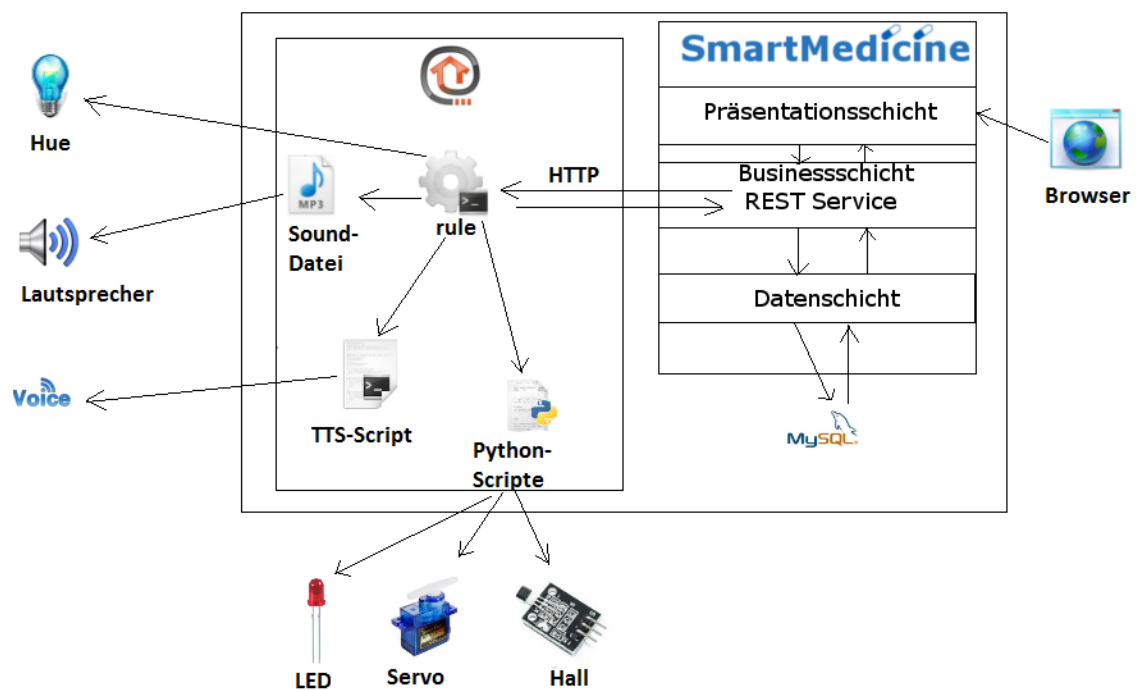 SmartMedicine
Präsentationsschicht
Hue
HTTP
Businessschicht
REST Service
Browser
MP3
>_
rule
Sound-
Datei
Lautsprecher
Datenschicht
Voice
>_
TTS-Script
MySQL
Python-
Scripte
LED
Servo
Hall